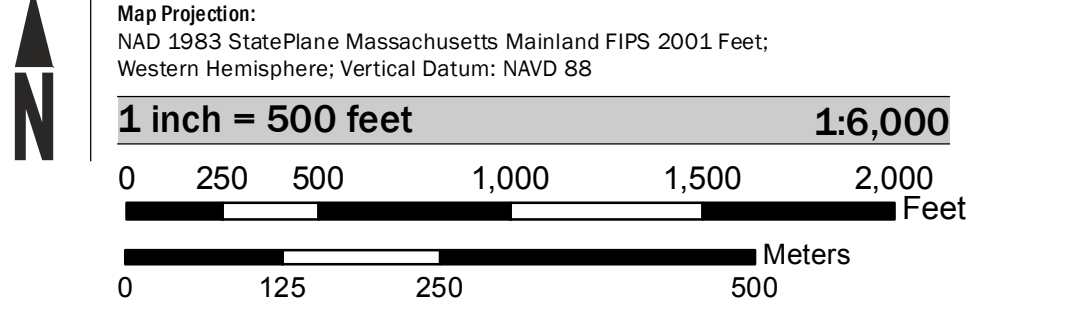 N
Map Projection:
NAD 1983 StatePlane Massachusetts Mainland FIPS 2001 Feet;
Western Hemisphere; Vertical Datum: NAVD 88
1 inch = 500 feet 1:6,000
0 250 500 1,000 1,500 2,000
Feet
Meters
0 125 250 500